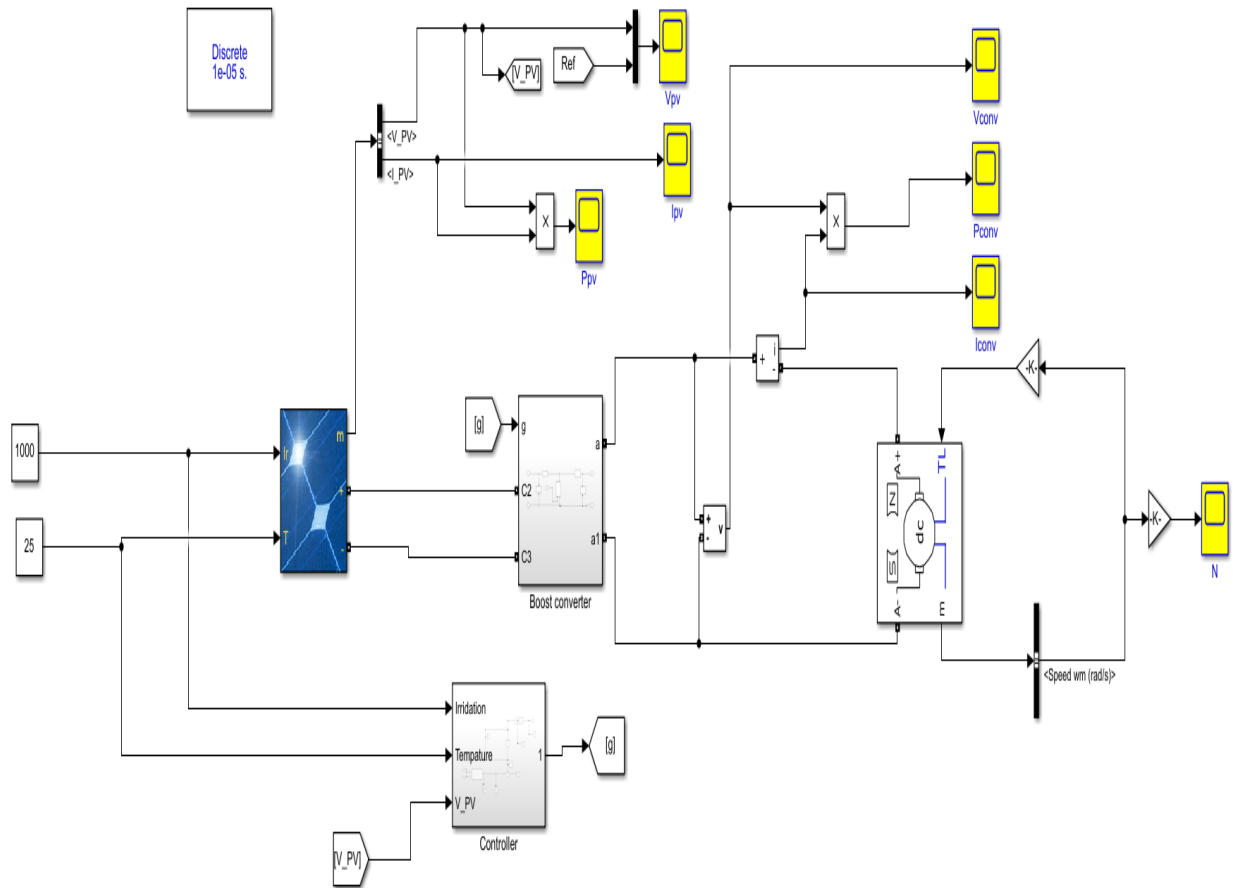 Discrete
1e-05 s.
[V_PV]
Ref
Vpv
<V_PV>
<I_PV>
Ipv
X
Ppv
Vconv
X
Pconv
i
+
-
Iconv
-K-
1000
25
Ir
T
m
+
-
[g]
g
C2
C3
a
a1
Boost converter
+
-
v
A+
TL
N
dc
S
A-
E
<Speed wm (rad/s)>
-K-
N
Irridation
Tempature
V_PV
1
Controller
[g]
[V_PV]